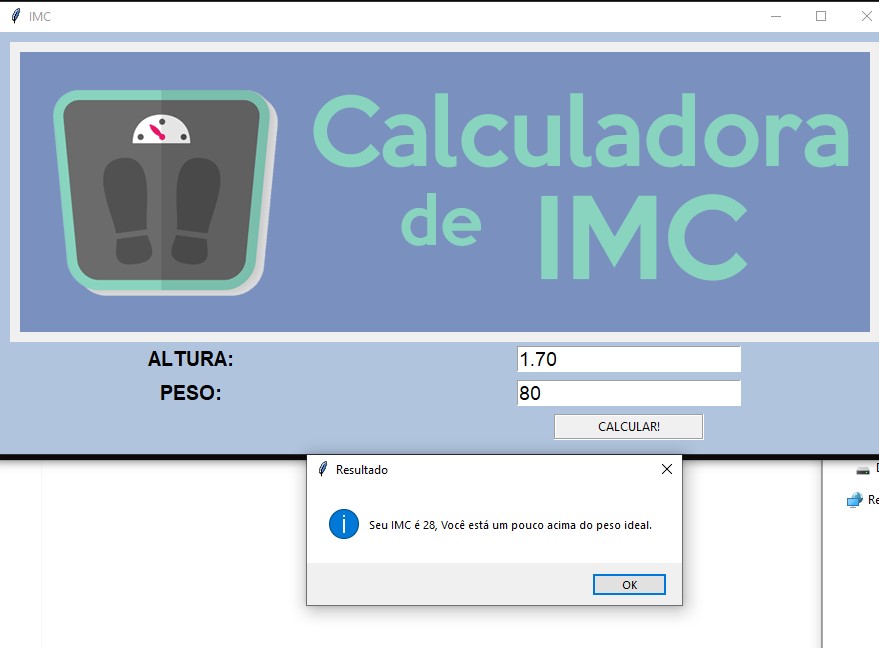 IMC
Calculadora
de IMC
ALTURA:
1.70
PESO:
80
CALCULAR!
Resultado
Seu IMC é 28, Você está um pouco acima do peso ideal.
OK